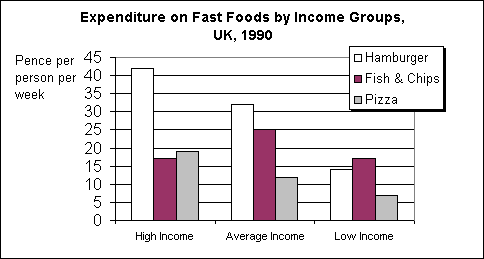 Expenditure on Fast Foods by Income Groups,
UK, 1990
Pence per
person per
week
45
40
35
30
25
20
15
10
5
0
Hamburger
Fish & Chips
Pizza
High Income
Average Income
Low Income